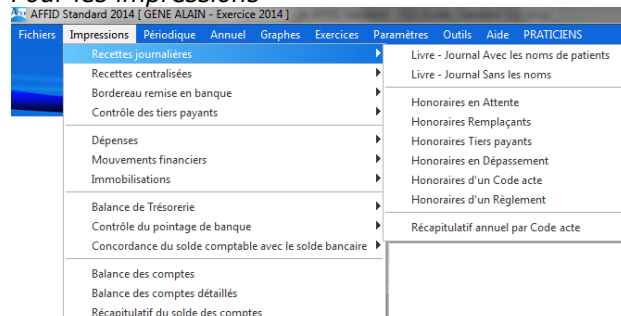 Pour les impressions
AFFID Standard 2014 [ GENE ALAIN - Exercice 2014 ]
Fichiers Impressions Périodique Annuel Graphes Exercices Paramètres Outils Aide PRATICIENS
Recettes journalières
Recettes centralisées
Bordereau remise en banque
Contrôle des tiers payants
Dépenses
Mouvements financiers
Immobilisations
Balance de Trésorerie
Contrôle du pointage de banque
Concordance du solde comptable avec le solde bancaire
Balance des comptes
Balance des comptes détaillés
Récapitulatif du solde des comptes
Livre - Journal Avec les noms de patients
Livre - Journal Sans les noms
Honoraires en Attente
Honoraires Remplaçants
Honoraires Tiers payants
Honoraires en Dépassement
Honoraires d'un Code acte
Honoraires d'un Règlement
Récapitulatif annuel par Code acte